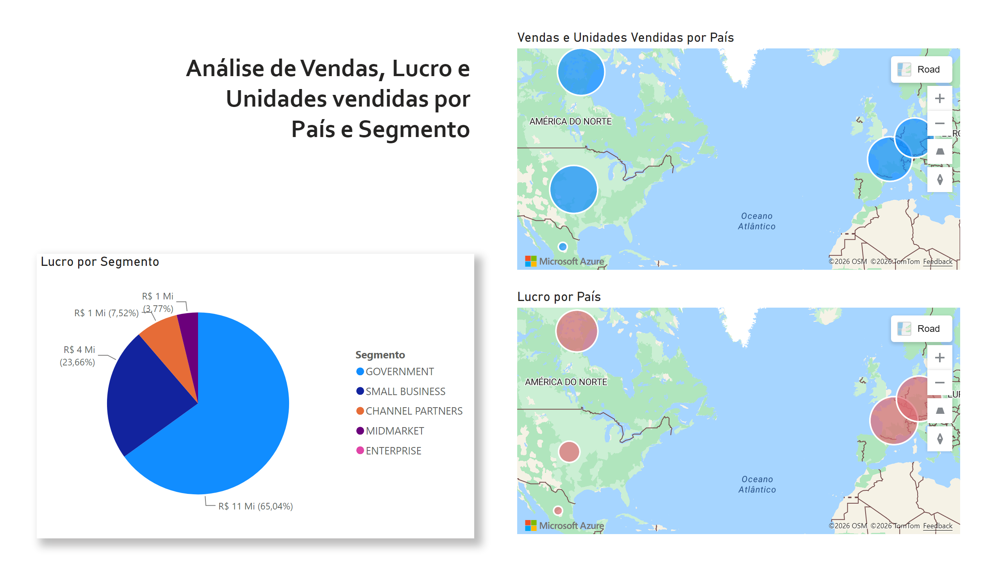 Análise de Vendas, Lucro e
Unidades vendidas por
País e Segmento
Lucro por Segmento
R$ 1 Mi
(3,77%)
R$ 1 Mi (7,52%)
R$ 4 Mi
(23,66%)
R$ 11 Mi (65,04%)
Segmento
GOVERNMENT
SMALL BUSINESS
CHANNEL PARTNERS
MIDMARKET
ENTERPRISE
Vendas e Unidades Vendidas por País
Road
AMÉRICA DO NORTE
Oceano
Atlântico
Microsoft Azure
©2026 OSM ©2026 TomTom Feedback
Lucro por País
Road
AMÉRICA DO NORTE
Oceano
Atlântico
Microsoft Azure
©2026 OSM ©2026 TomTom Feedback